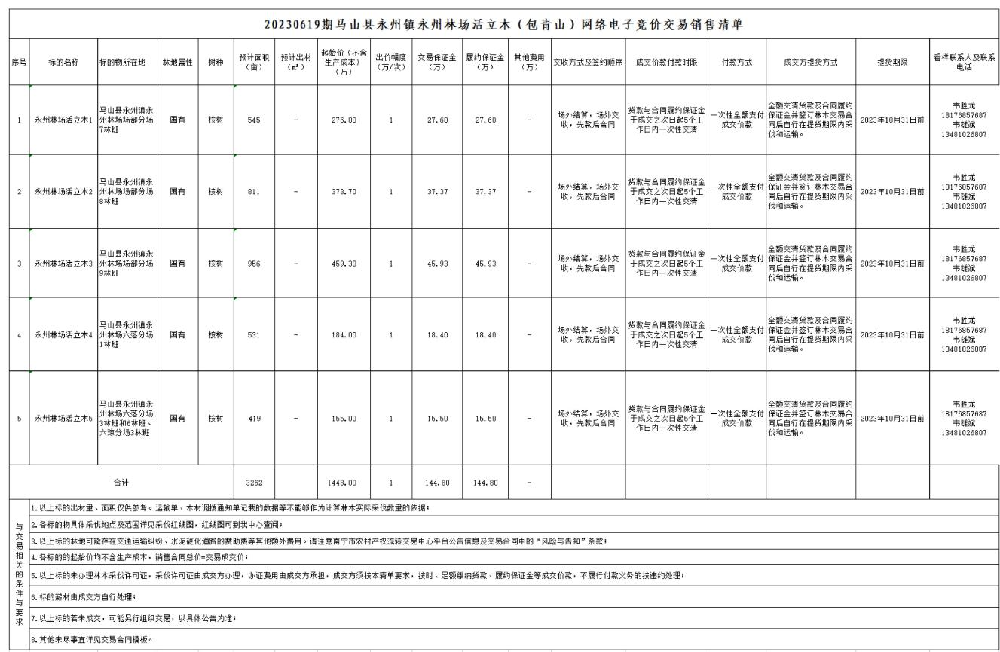 20230619期马山县永州镇永州林场活立木（包青山）网络电子竞价交易销售清单
序号 标的名称 标的物所在地 林地属性 树种 预计面积（亩） 预计出材（m³） 起始价（不含生产成本）（万） 出价幅度（万/次） 交易保证金（万） 履约保证金（万） 其他费用（万） 交收方式及签约顺序 成交价款付款时限 付款方式 成交方提货方式 提货期限 看样联系人及联系电话
1 永州林场活立木1 马山县永州镇永州林场场部分场7林班 国有 桉树 545 - 276.00 1 27.60 27.60 - 场外结算，场外交收，先款后合同 货款与合同履约保证金于成交之次日起5个工作日内一次性交清 一次性全额支付成交价款 全额交清货款及合同履约保证金并签订林木交易合同后自行在提货期限内采伐和运输。 2023年10月31日前 韦胜龙 18176857687 韦雄斌 13481026807
2 永州林场活立木2 马山县永州镇永州林场场部分场8林班 国有 桉树 811 - 373.70 1 37.37 37.37 - 场外结算，场外交收，先款后合同 货款与合同履约保证金于成交之次日起5个工作日内一次性交清 一次性全额支付成交价款 全额交清货款及合同履约保证金并签订林木交易合同后自行在提货期限内采伐和运输。 2023年10月31日前 韦胜龙 18176857687 韦雄斌 13481026807
3 永州林场活立木3 马山县永州镇永州林场场部分场9林班 国有 桉树 956 - 459.30 1 45.93 45.93 - 场外结算，场外交收，先款后合同 货款与合同履约保证金于成交之次日起5个工作日内一次性交清 一次性全额支付成交价款 全额交清货款及合同履约保证金并签订林木交易合同后自行在提货期限内采伐和运输。 2023年10月31日前 韦胜龙 18176857687 韦雄斌 13481026807
4 永州林场活立木4 马山县永州镇永州林场六落分场1林班 国有 桉树 531 - 184.00 1 18.40 18.40 - 场外结算，场外交收，先款后合同 货款与合同履约保证金于成交之次日起5个工作日内一次性交清 一次性全额支付成交价款 全额交清货款及合同履约保证金并签订林木交易合同后自行在提货期限内采伐和运输。 2023年10月31日前 韦胜龙 18176857687 韦雄斌 13481026807
5 永州林场活立木5 马山县永州镇永州林场六落分场3林班和6林班、六琼分场3林班 国有 桉树 419 - 155.00 1 15.50 15.50 - 场外结算，场外交收，先款后合同 货款与合同履约保证金于成交之次日起5个工作日内一次性交清 一次性全额支付成交价款 全额交清货款及合同履约保证金并签订林木交易合同后自行在提货期限内采伐和运输。 2023年10月31日前 韦胜龙 18176857687 韦雄斌 13481026807
合计 3262 1448.00 1 144.80 144.80 -
与交易相关的条件与要求
1.以上标的出材量、面积仅供参考。运输单、木材调拨通知单记载的数据等不能够作为计算林木实际采伐数量的依据；
2.各标的物具体采伐地点及范围详见采伐红线图，红线图可到我中心查阅；
3.以上标的林地可能存在交通运输纠纷、水泥硬化道路的赞助费等其他额外费用。请注意南宁市农村产权流转交易中心平台公告信息及交易合同中的“风险与告知”条款；
4.各标的的起始价均不含生产成本，销售合同总价=交易成交价；
5.以上标的未办理林木采伐许可证，采伐许可证由成交方办理，办证费用由成交方承担，成交方须按本清单要求，按时、足额缴纳货款、履约保证金等成交价款，不履行付款义务的按违约处理；
6.标的薪材由成交方自行处理；
7.以上标的若未成交，可能另行组织交易，以具体公告为准；
8.其他未尽事宜详见交易合同模板。